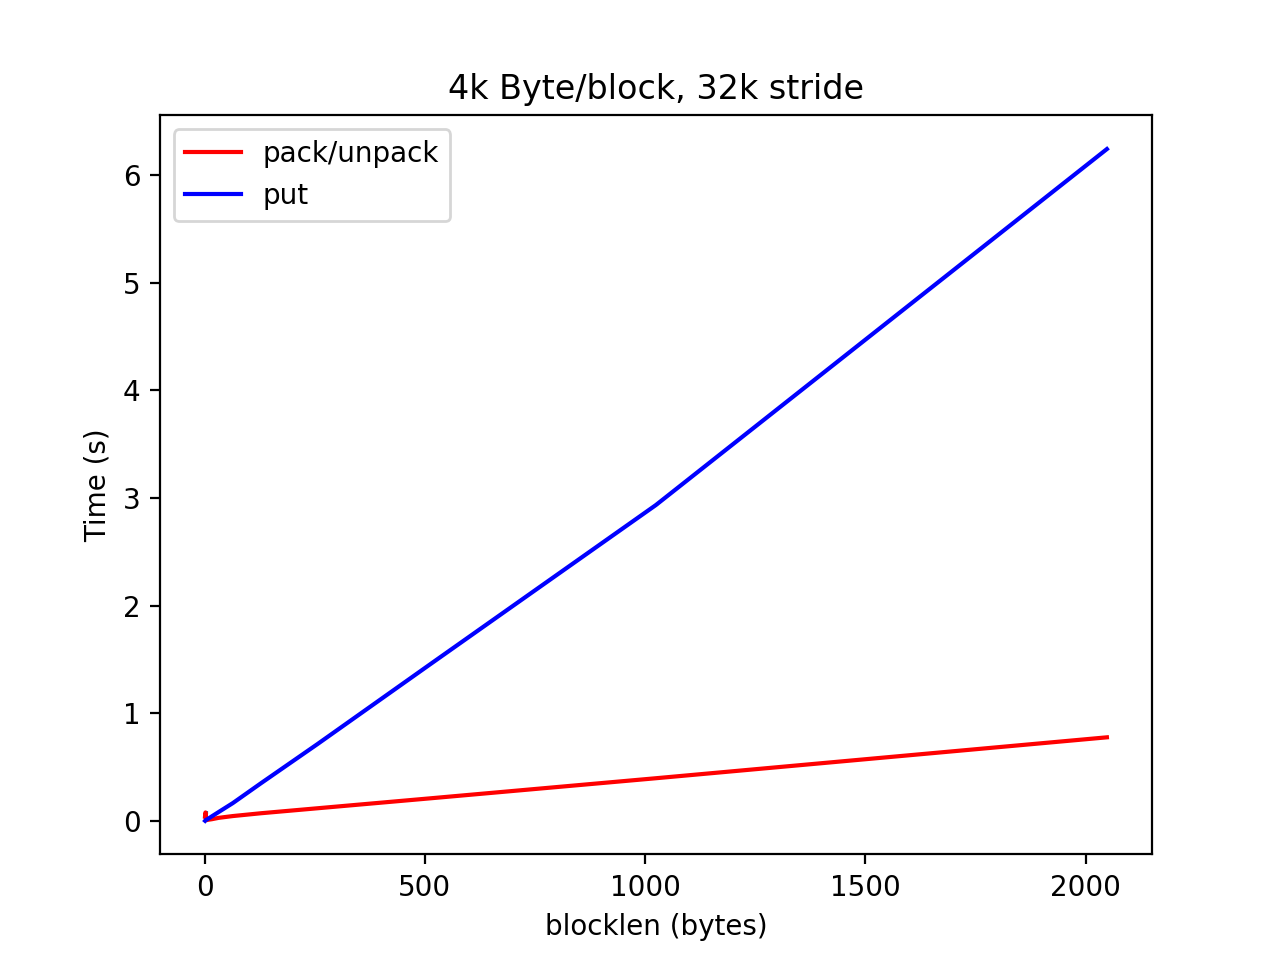 4k Byte/block, 32k stride
pack/unpack
put
6
5
4
3
2
1
0
Time (s)
0 500 1000 1500 2000
blocklen (bytes)